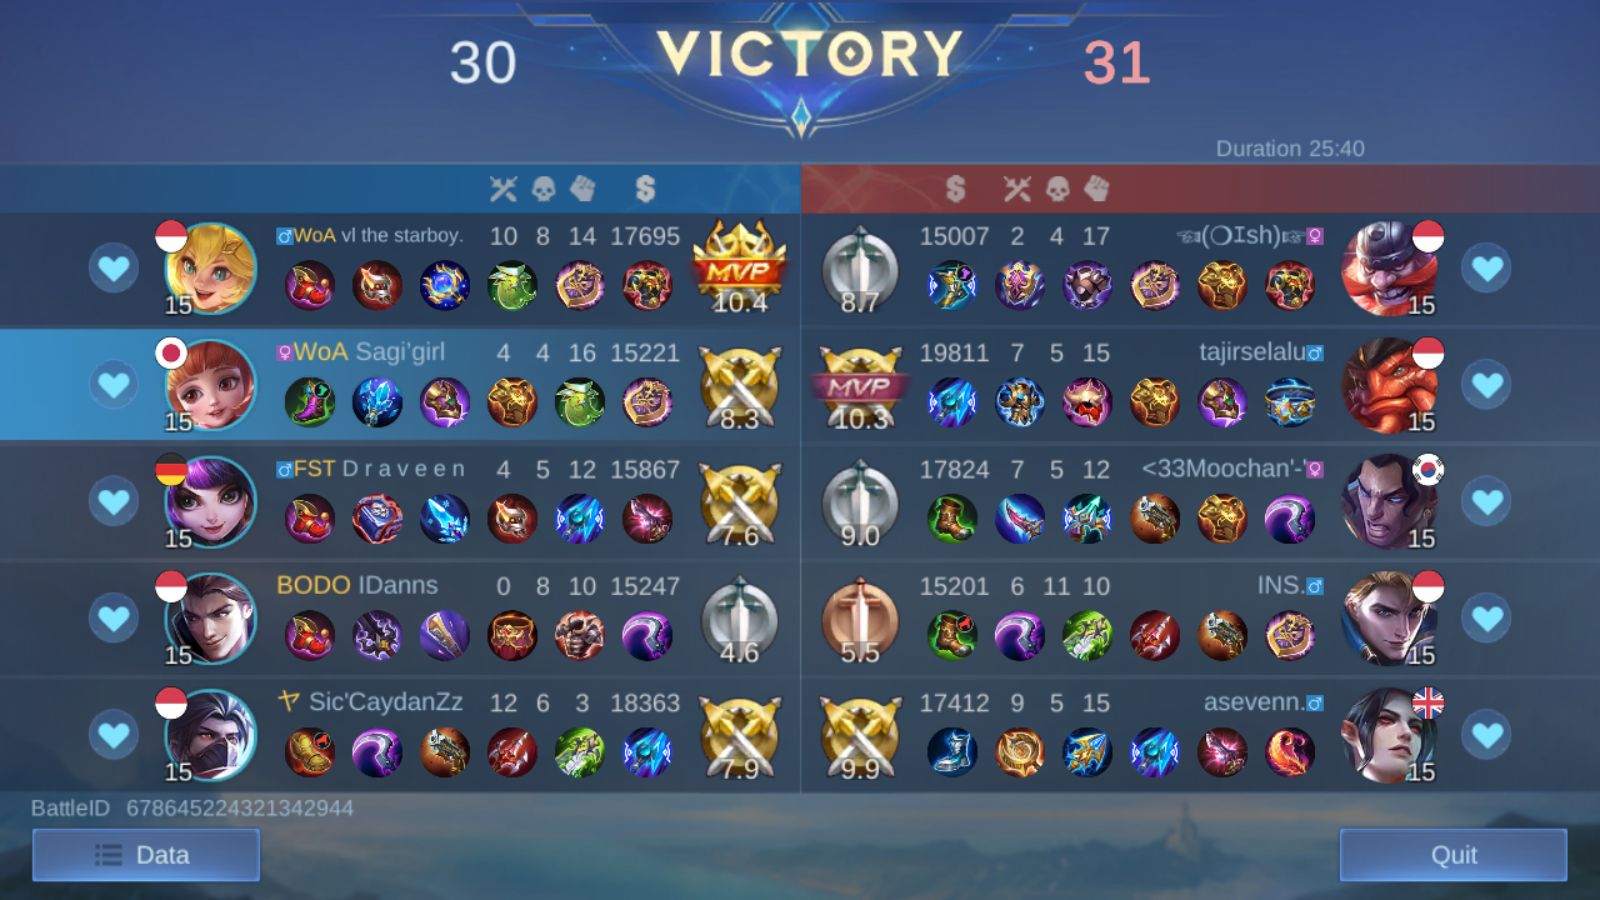 30 VICTORY 31
Duration 25:40
WoA vl the starboy. 10 8 14 17695 MVP 10.4
15
8.7 15007 2 4 17 ☜(❍ɪsh)☞
15
WoA Sagi'girl 4 4 16 15221 8.3
15
MVP 10.3 19811 7 5 15 tajirselalu
15
FST D r a v e e n 4 5 12 15867 7.6
15
9.0 17824 7 5 12 <33Moochan'-'
15
BODO IDanns 0 8 10 15247 4.6
15
5.5 15201 6 11 10 INS.
15
ヤ Sic'CaydanZz 12 6 3 18363 7.9
15
9.9 17412 9 5 15 asevenn.
15
BattleID 678645224321342944
Data
Quit